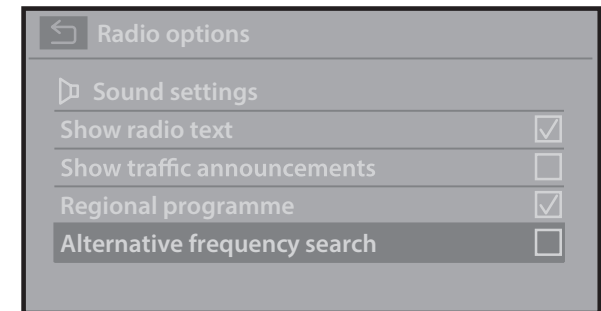 Radio options
Sound settings
Show radio text
Show traffic announcements
Regional programme
Alternative frequency search